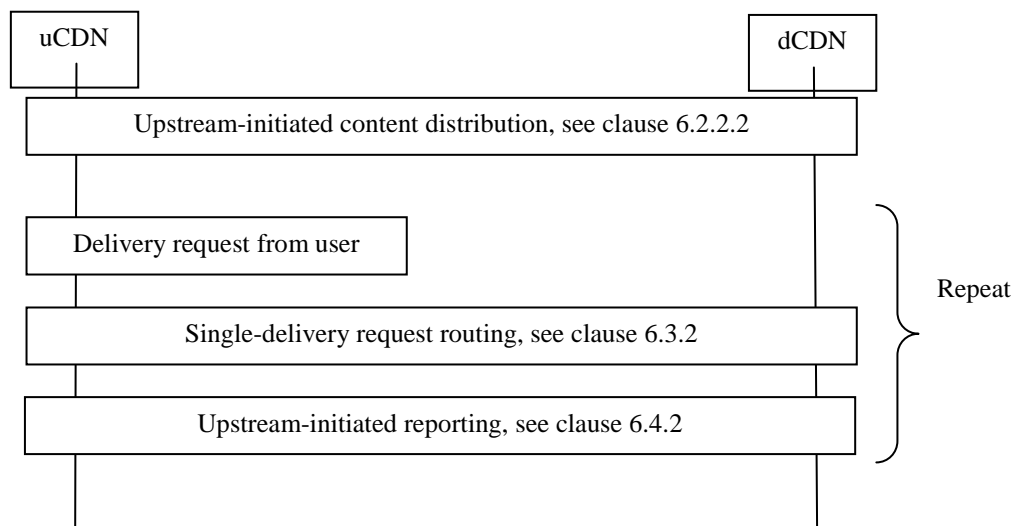 uCDN
dCDN
Upstream-initiated content distribution, see clause 6.2.2.2
Delivery request from user
Repeat
Single-delivery request routing, see clause 6.3.2
Upstream-initiated reporting, see clause 6.4.2